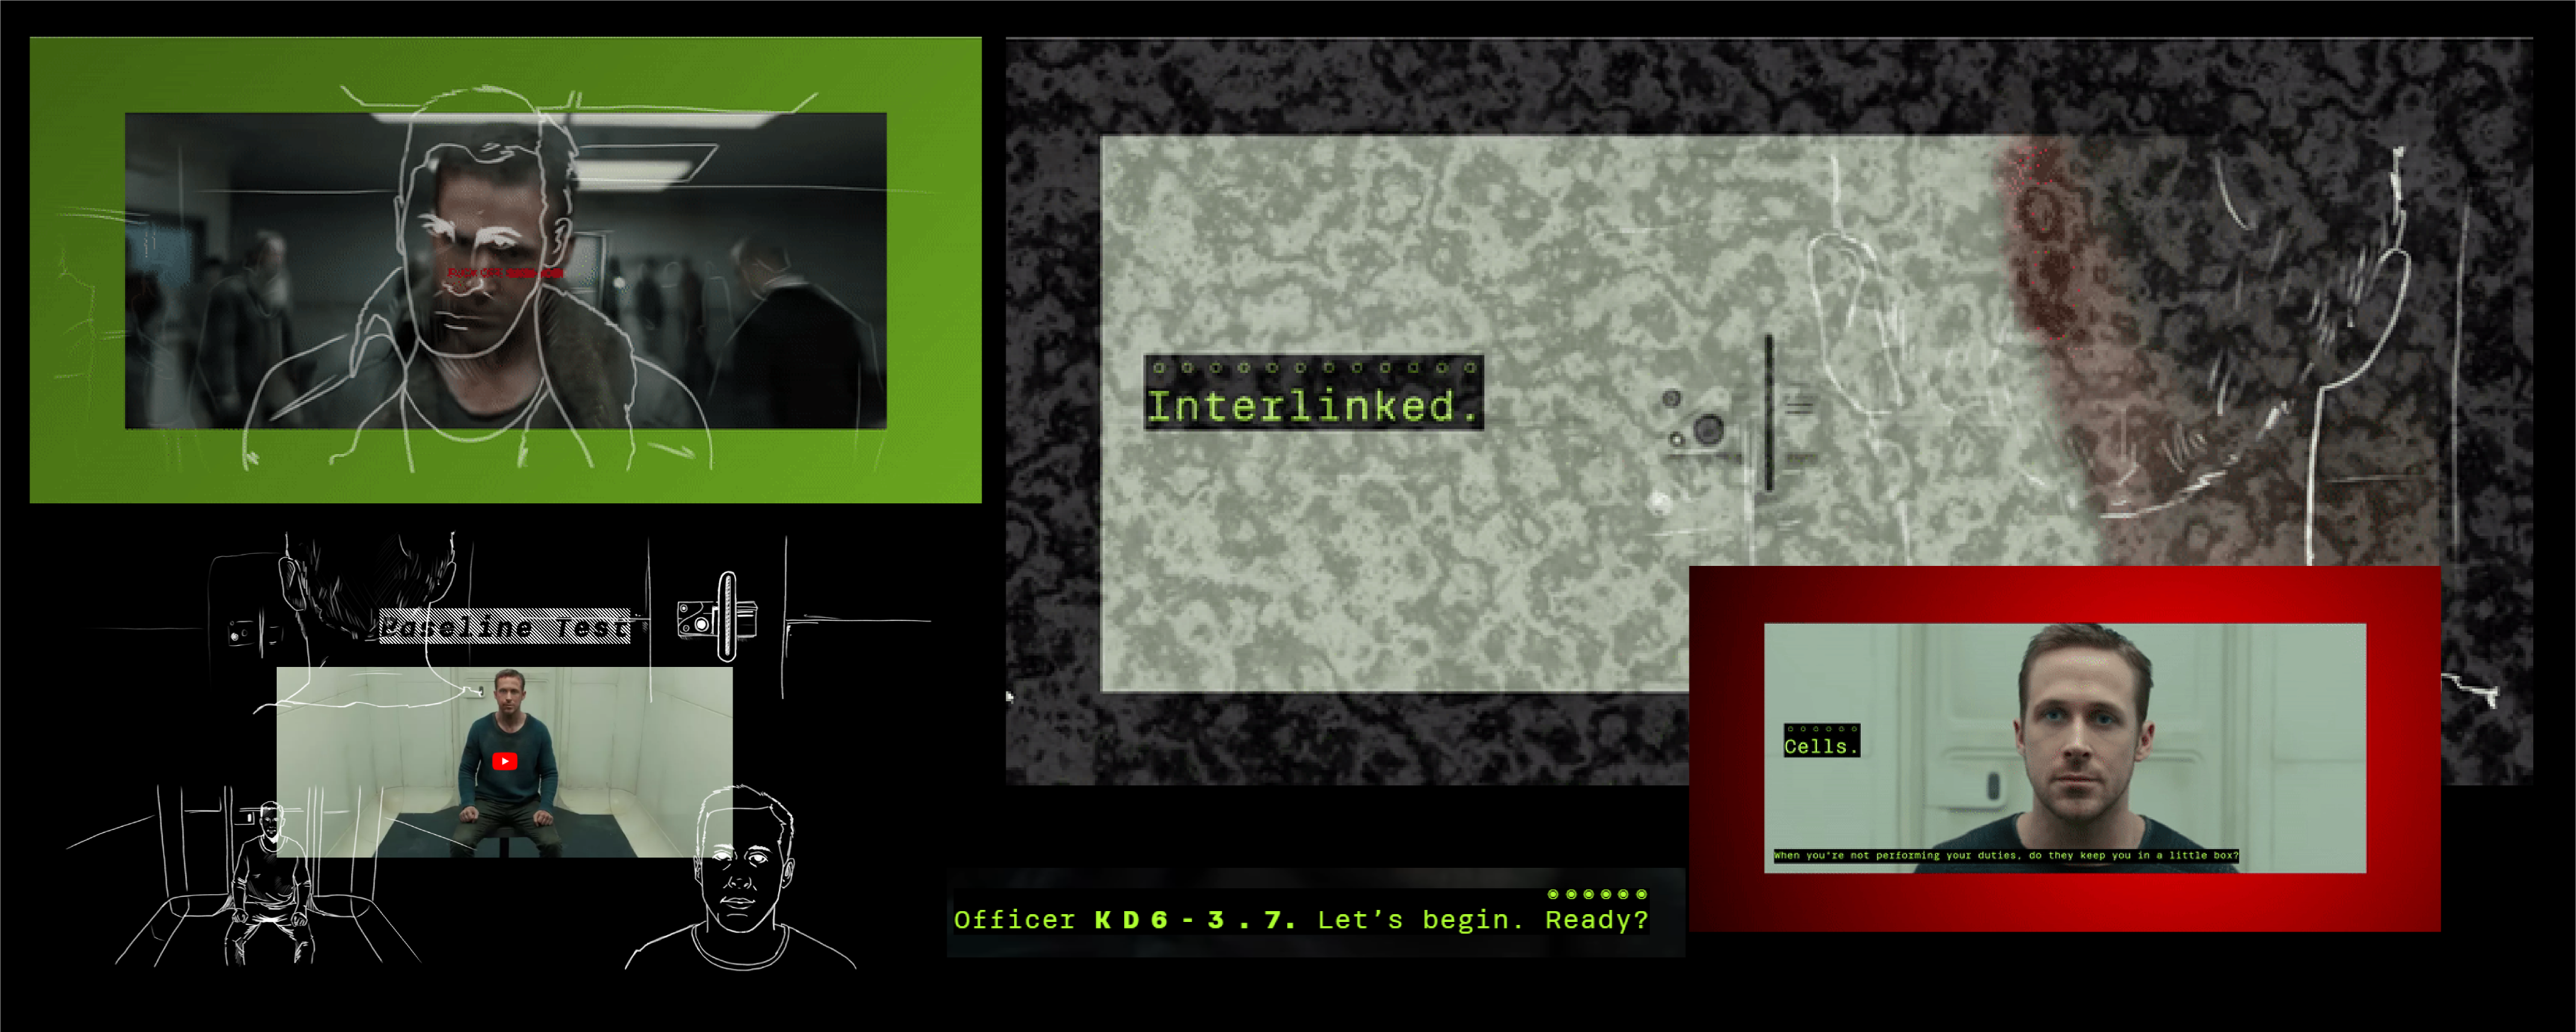 Interlinked.
Baseline Test
Cells.
When you're not performing your duties, do they keep you in a little box?
Officer KD6-3.7. Let's begin. Ready?